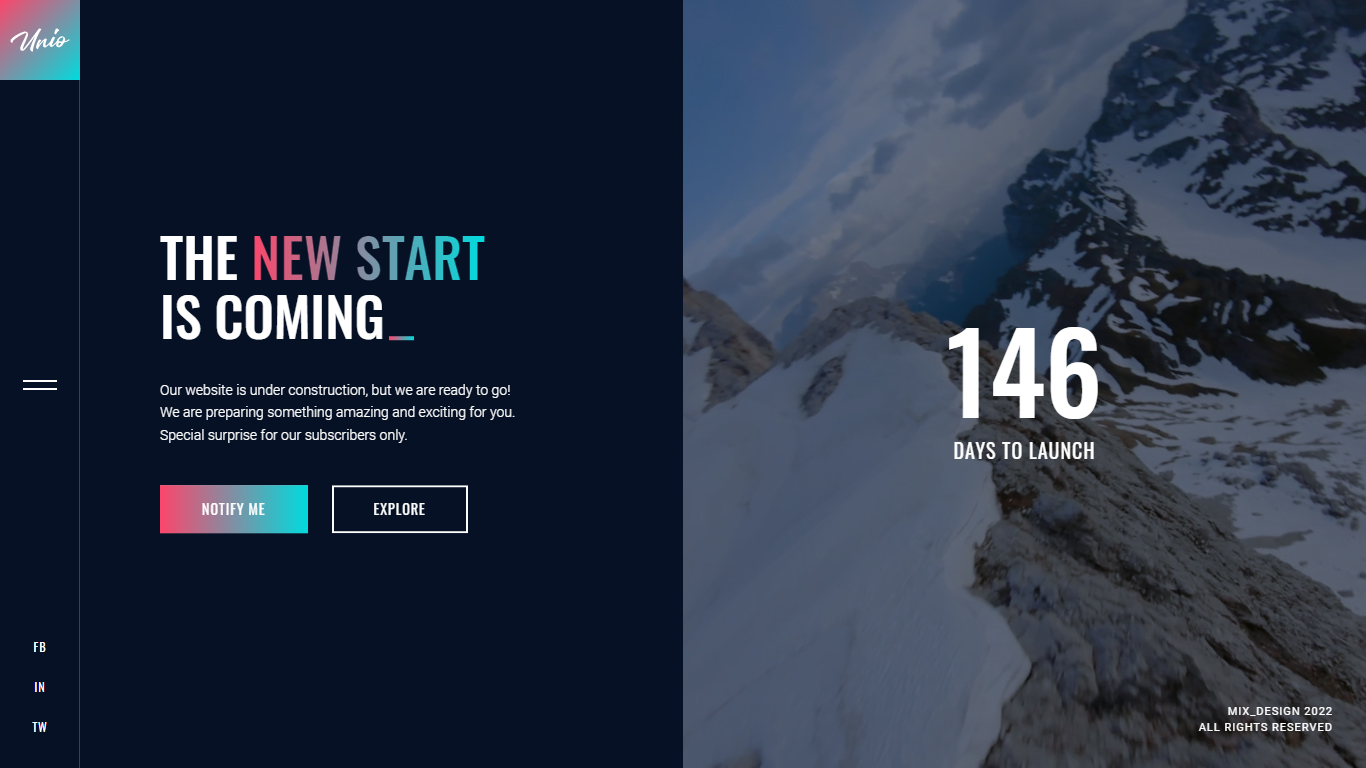 Unio
THE NEW START
IS COMING_
Our website is under construction, but we are ready to go!
We are preparing something amazing and exciting for you.
Special surprise for our subscribers only.
NOTIFY ME
EXPLORE
FB
IN
TW
146
DAYS TO LAUNCH
MIX_DESIGN 2022
ALL RIGHTS RESERVED